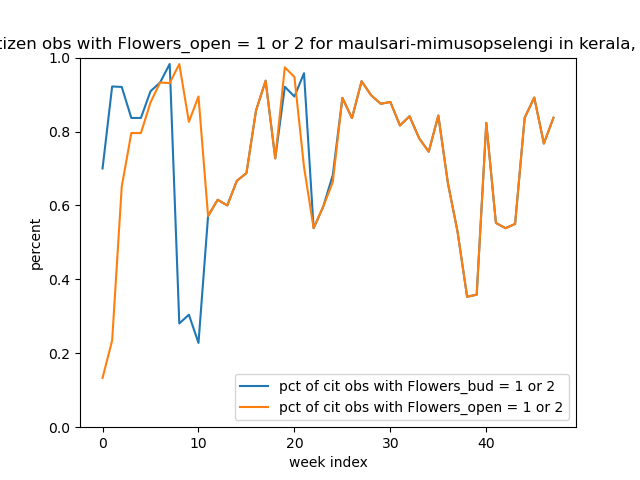 tizen obs with Flowers_open = 1 or 2 for maulsari-mimusopselengi in kerala,
1.0
0.8
0.6
0.4
0.2
0.0
percent
pct of cit obs with Flowers_bud = 1 or 2
pct of cit obs with Flowers_open = 1 or 2
0 10 20 30 40
week index